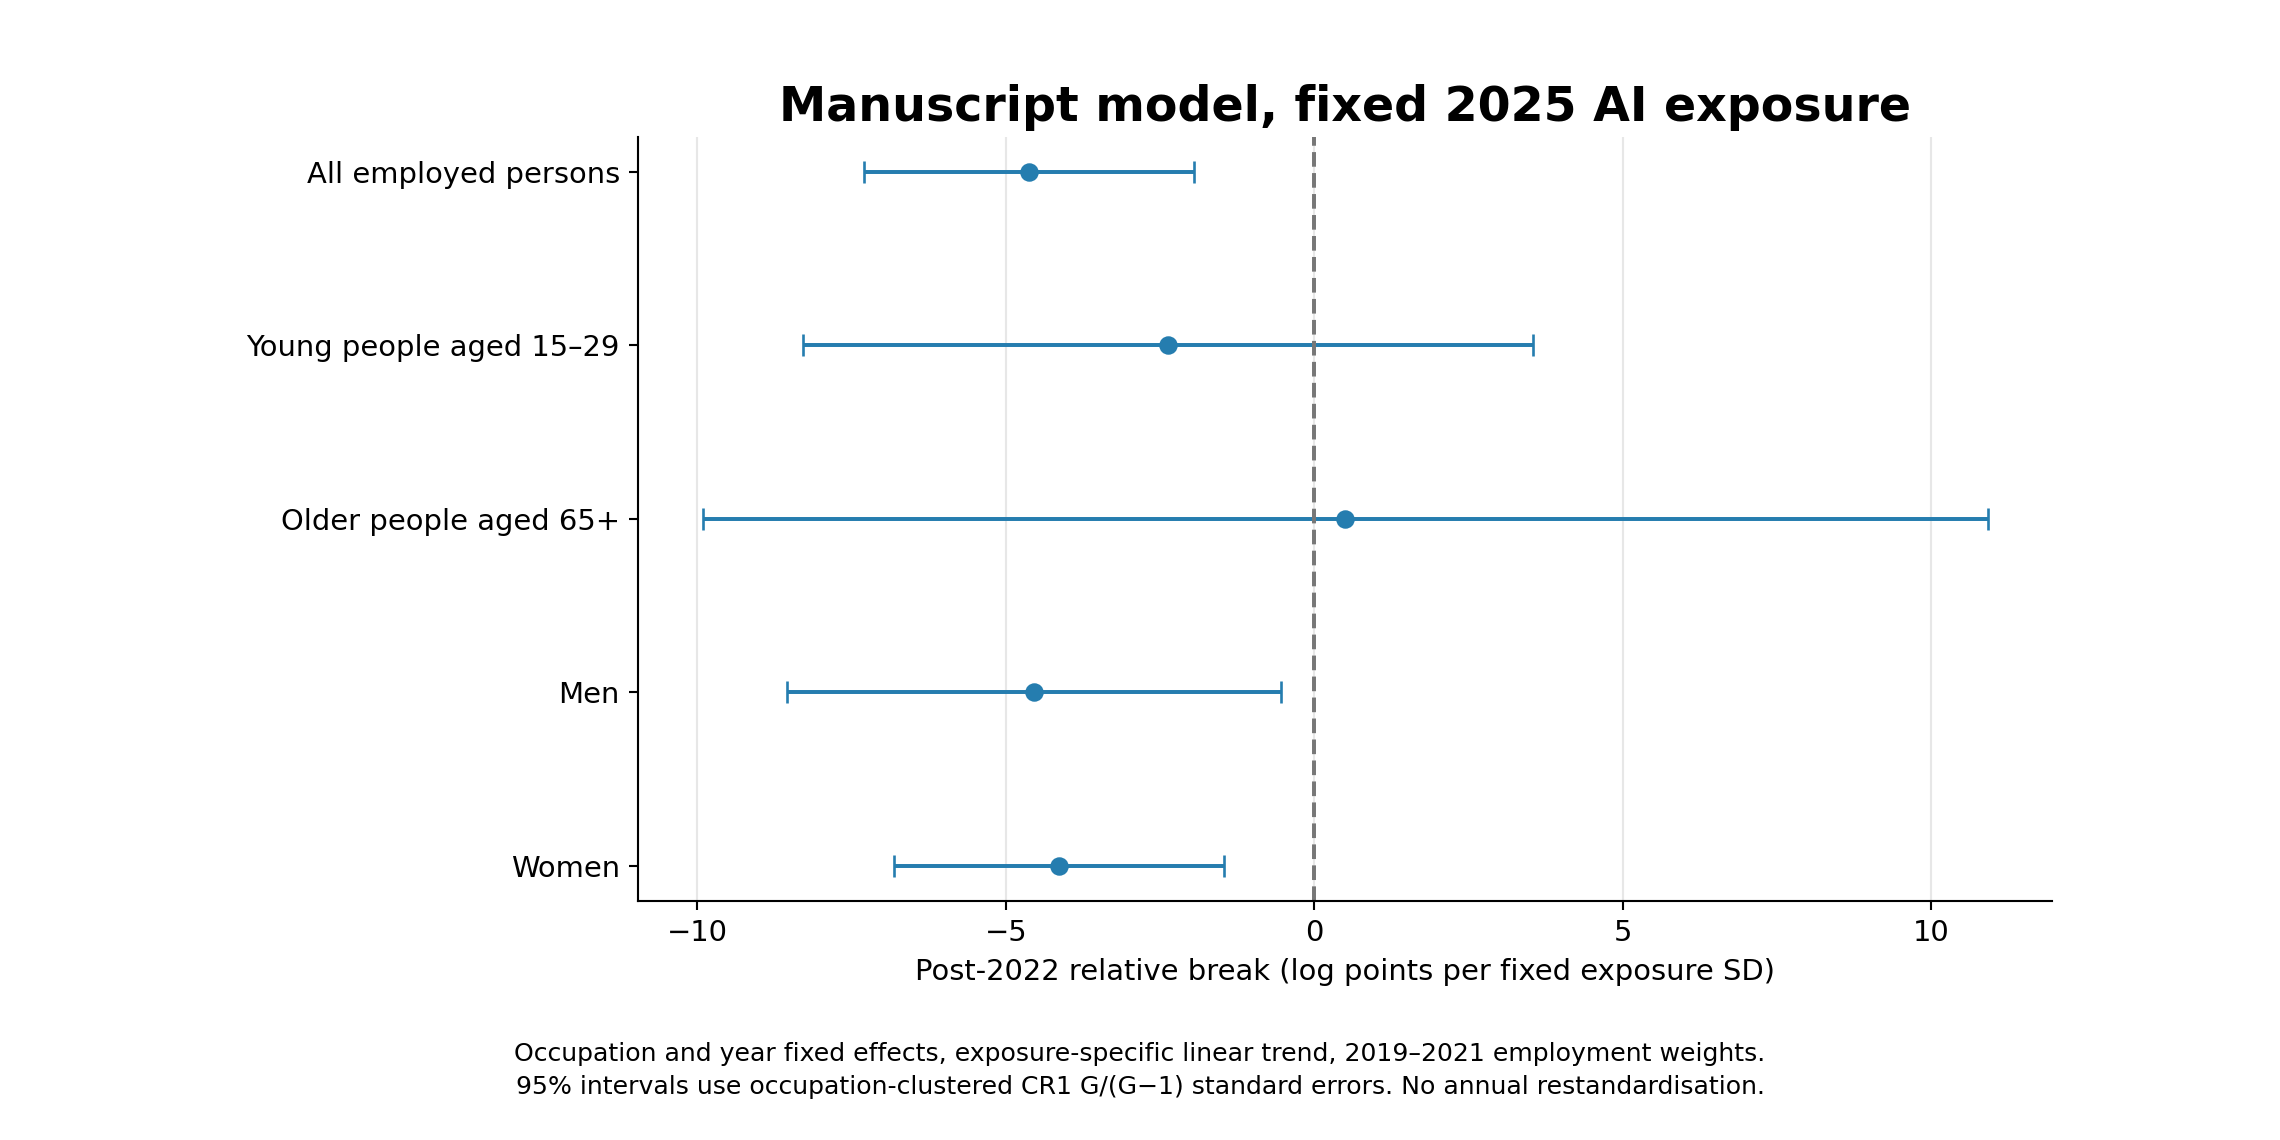 Manuscript model, fixed 2025 AI exposure
All employed persons
Young people aged 15–29
Older people aged 65+
Men
Women
−10 −5 0 5 10
Post-2022 relative break (log points per fixed exposure SD)
Occupation and year fixed effects, exposure-specific linear trend, 2019–2021 employment weights.
95% intervals use occupation-clustered CR1 G/(G−1) standard errors. No annual restandardisation.